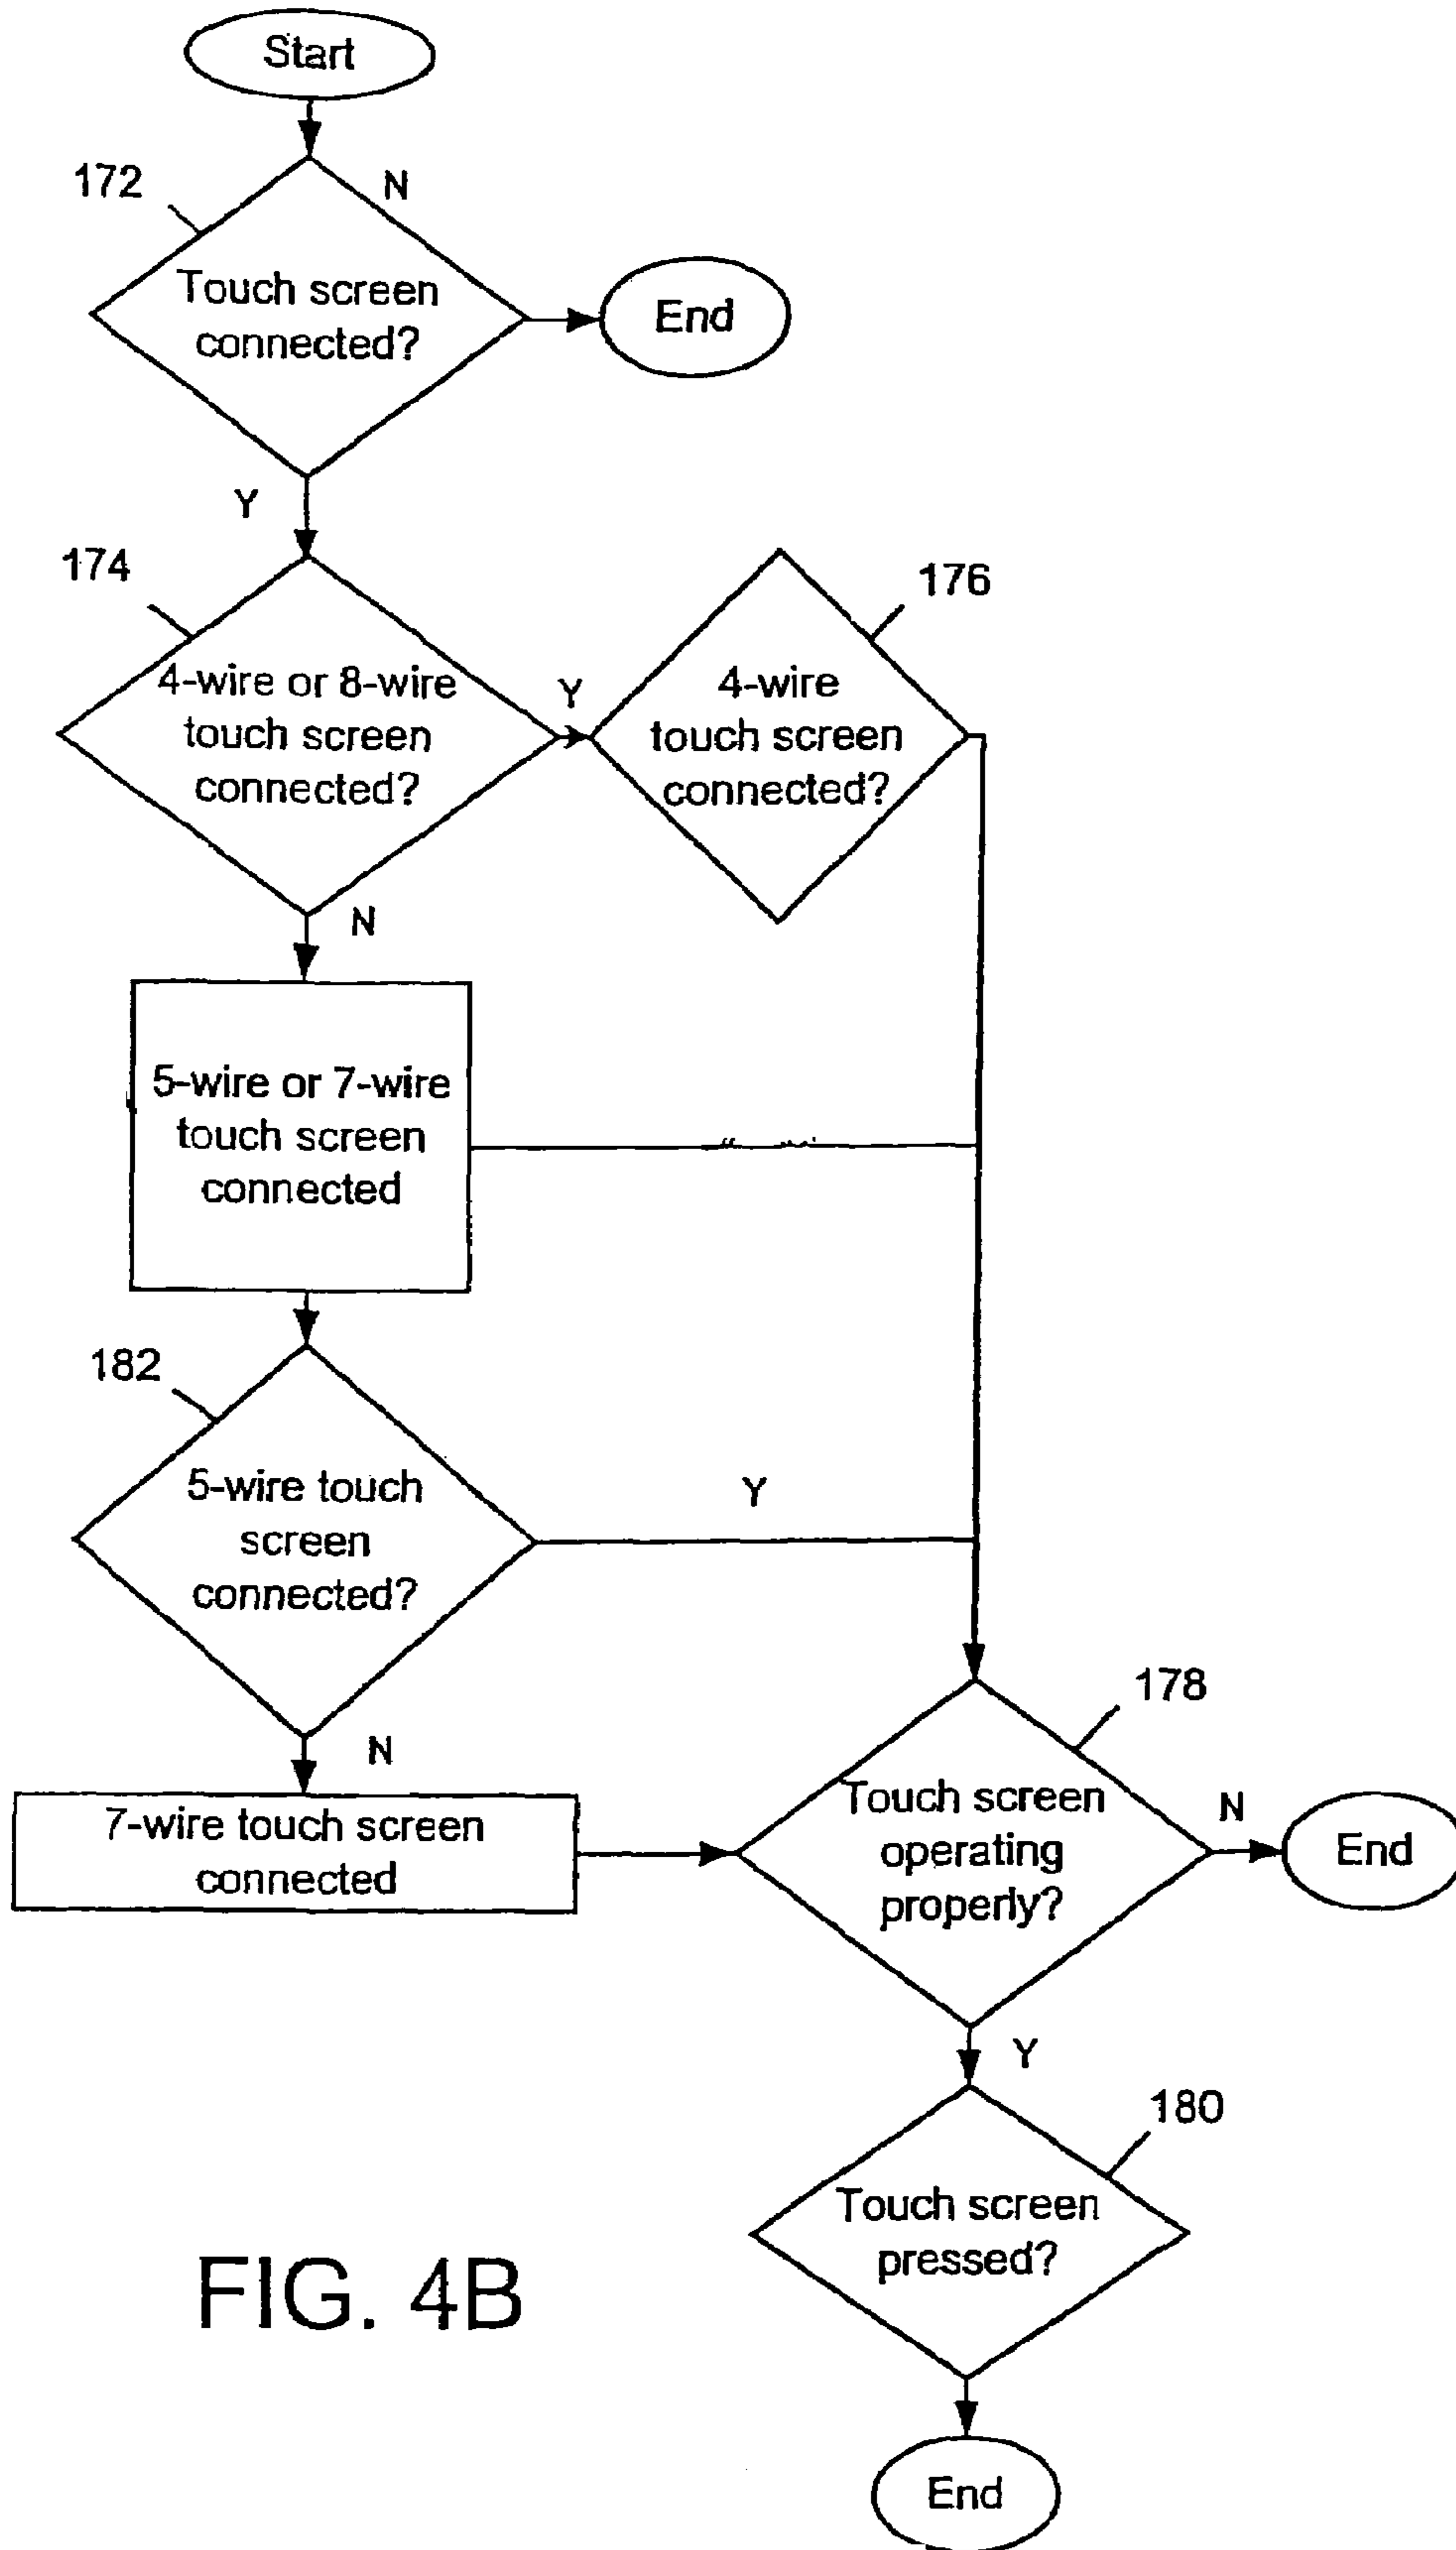 Start
172
N
Touch screen
connected?
End
Y
174
176
4-wire or 8-wire
touch screen
connected?
Y
4-wire
touch screen
connected?
N
5-wire or 7-wire
touch screen
connected
182
5-wire touch
screen
connected?
Y
178
N
7-wire touch screen
connected
Touch screen
operating
properly?
N
End
Y
180
Touch screen
pressed?
FIG. 4B
End